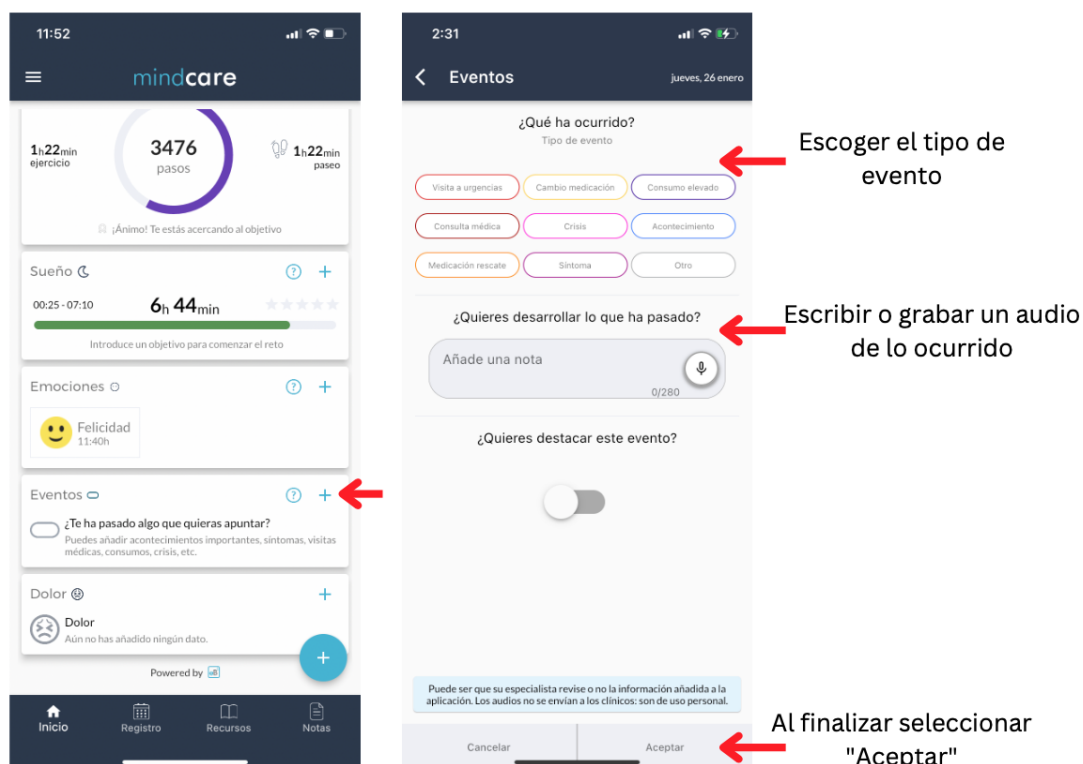 11:52
mindcare
1h22min
ejercicio
3476
pasos
1h22min
paseo
¡Ánimo! Te estás acercando al objetivo
Sueño
?
+
00:25 - 07:10
6h 44min
Introduce un objetivo para comenzar el reto
Emociones
?
+
Felicidad
11:40h
Eventos
?
+
¿Te ha pasado algo que quieras apuntar?
Puedes añadir acontecimientos importantes, síntomas, visitas
médicas, consumos, crisis, etc.
Dolor
+
Dolor
Aún no has añadido ningún dato.
+
Powered by
Inicio
Registro
Recursos
Notas
2:31
Eventos
jueves, 26 enero
¿Qué ha ocurrido?
Tipo de evento
Visita a urgencias
Cambio medicación
Consumo elevado
Consulta médica
Crisis
Acontecimiento
Medicación rescate
Síntoma
Otro
¿Quieres desarrollar lo que ha pasado?
Añade una nota
0/280
¿Quieres destacar este evento?
Puede ser que su especialista revise o no la información añadida a la
aplicación. Los audios no se envían a los clínicos: son de uso personal.
Cancelar
Aceptar
Escoger el tipo de
evento
Escribir o grabar un audio
de lo ocurrido
Al finalizar seleccionar
"Aceptar"